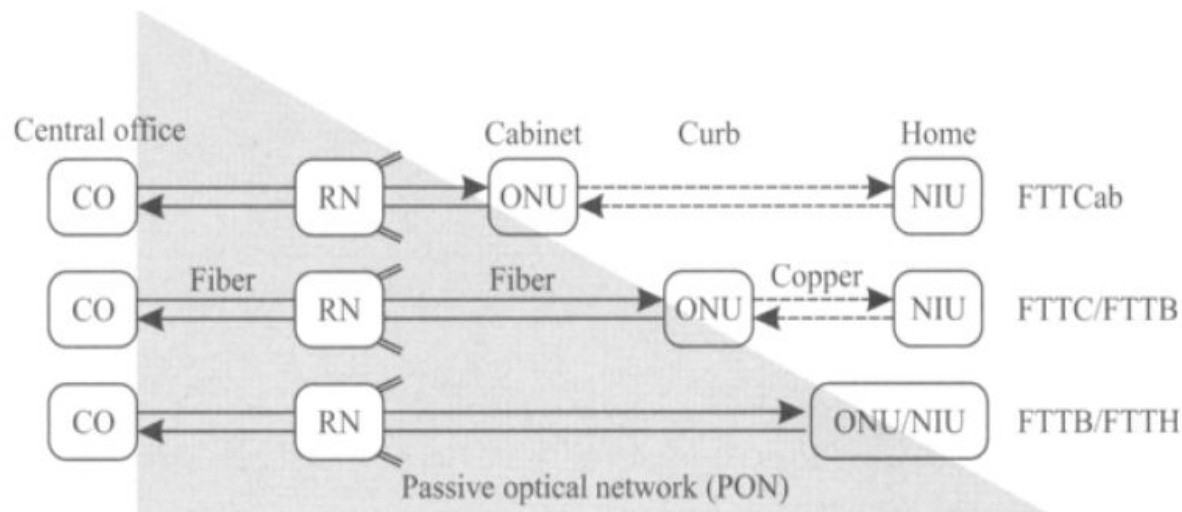 Central office Cabinet Curb Home
CO RN ONU NIU FTTCab
Fiber Fiber Copper
CO RN ONU NIU FTTC/FTTB
CO RN ONU/NIU FTTB/FTTH
Passive optical network (PON)